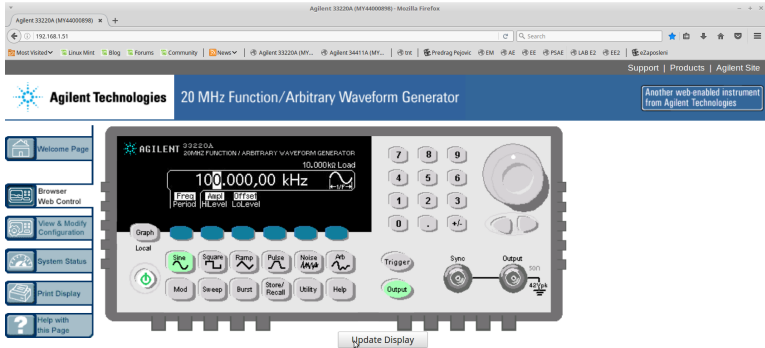 Agilent 33220A (MY44000898) - Mozilla Firefox
Agilent 33220A (MY44000898) × +
192.168.1.51
Search
Most Visited Linux Mint Blog Forums Community News Agilent 33220A (MY... Agilent 34411A (MY... tnt Predrag Pejovic EM AE EE PSAE LAB E2 EE2 eZaposleni
Support | Products | Agilent Site
Agilent Technologies
20 MHz Function/Arbitrary Waveform Generator
Another web-enabled instrument
from Agilent Technologies
Welcome Page
Browser
Web Control
View & Modify
Configuration
System Status
Print Display
Help with
this Page
AGILENT 33220A
20MHZ FUNCTION / ARBITRARY WAVEFORM GENERATOR
10.000kΩ Load
100.000,00 kHz
1/F
Freq Ampl Offset
Period HiLevel LoLevel
Graph
Local
Sine Square Ramp Pulse Noise Arb
Mod Sweep Burst Store/
Recall Utility Help
7 8 9
4 5 6
1 2 3
0 . +/-
Trigger
Output
Sync
Output
50Ω
42Vpk
Update Display